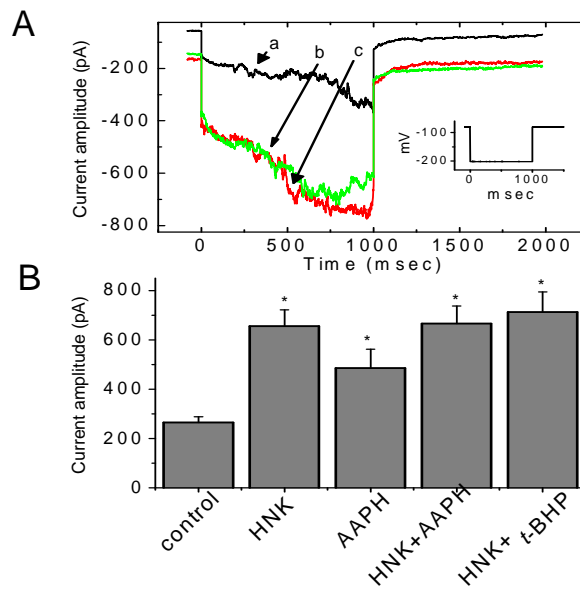 A
a
b
c
Current amplitude (pA)
-200
-400
-600
-800
0
500
1000
1500
2000
Time (msec)
mV
-100
-200
0
1000
msec
B
Current amplitude (pA)
800
600
400
200
0
*
*
*
*
control
HNK
AAPH
HNK+AAPH
HNK+ t-BHP